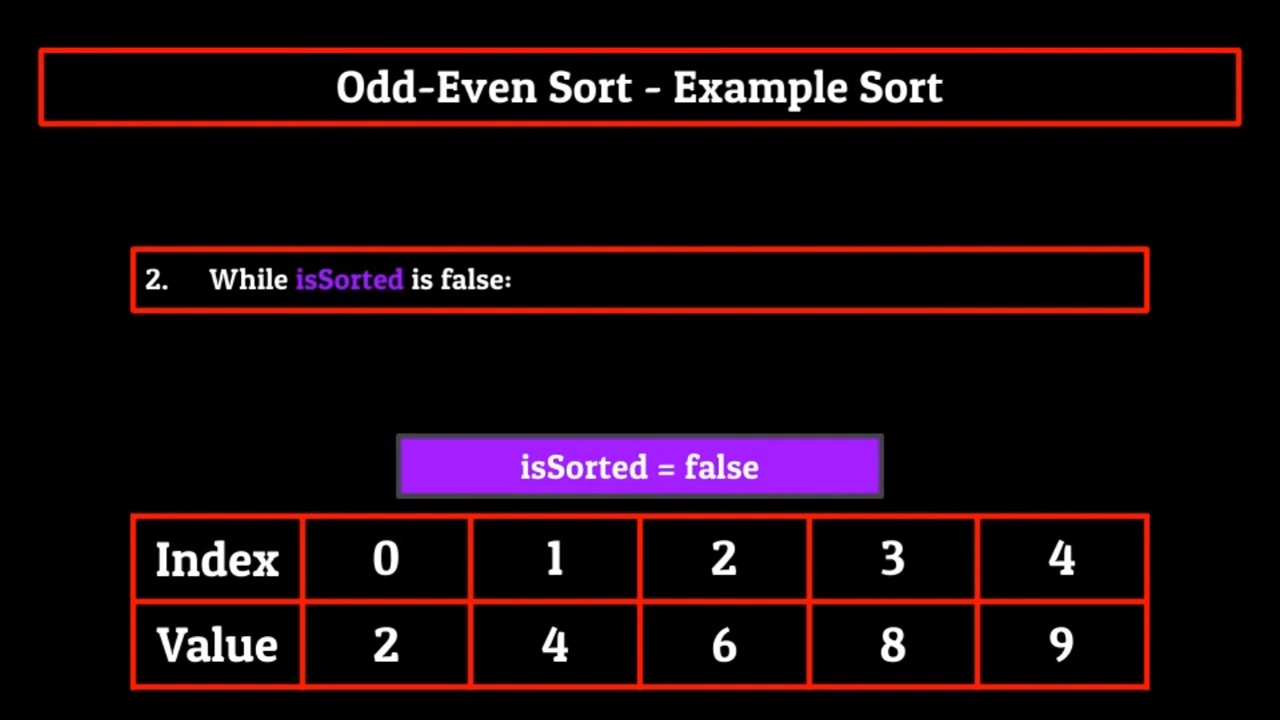 Odd-Even Sort - Example Sort
2. While isSorted is false:
isSorted = false
Index 0 1 2 3 4
Value 2 4 6 8 9